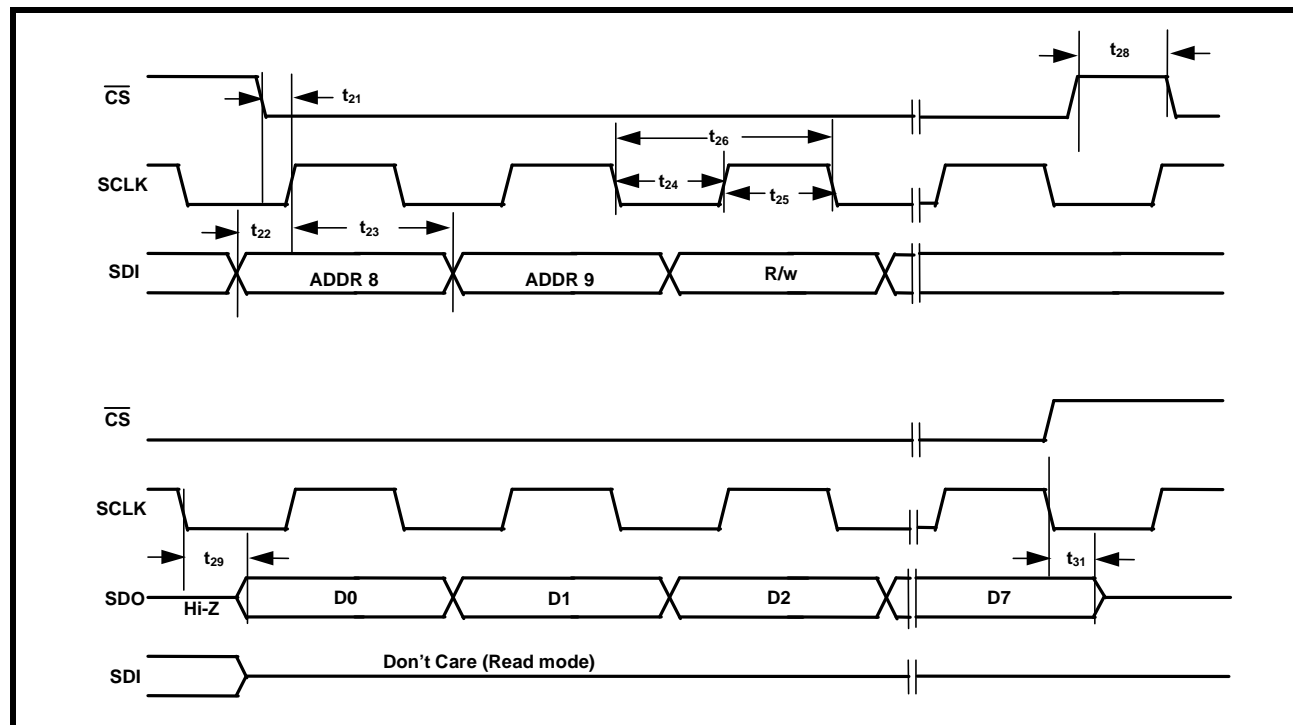 t28
CS
t21
t26
SCLK
t24
t25
t22
t23
SDI
ADDR 8
ADDR 9
R/w
CS
SCLK
t29
t31
SDO
Hi-Z
D0
D1
D2
D7
Don't Care (Read mode)
SDI